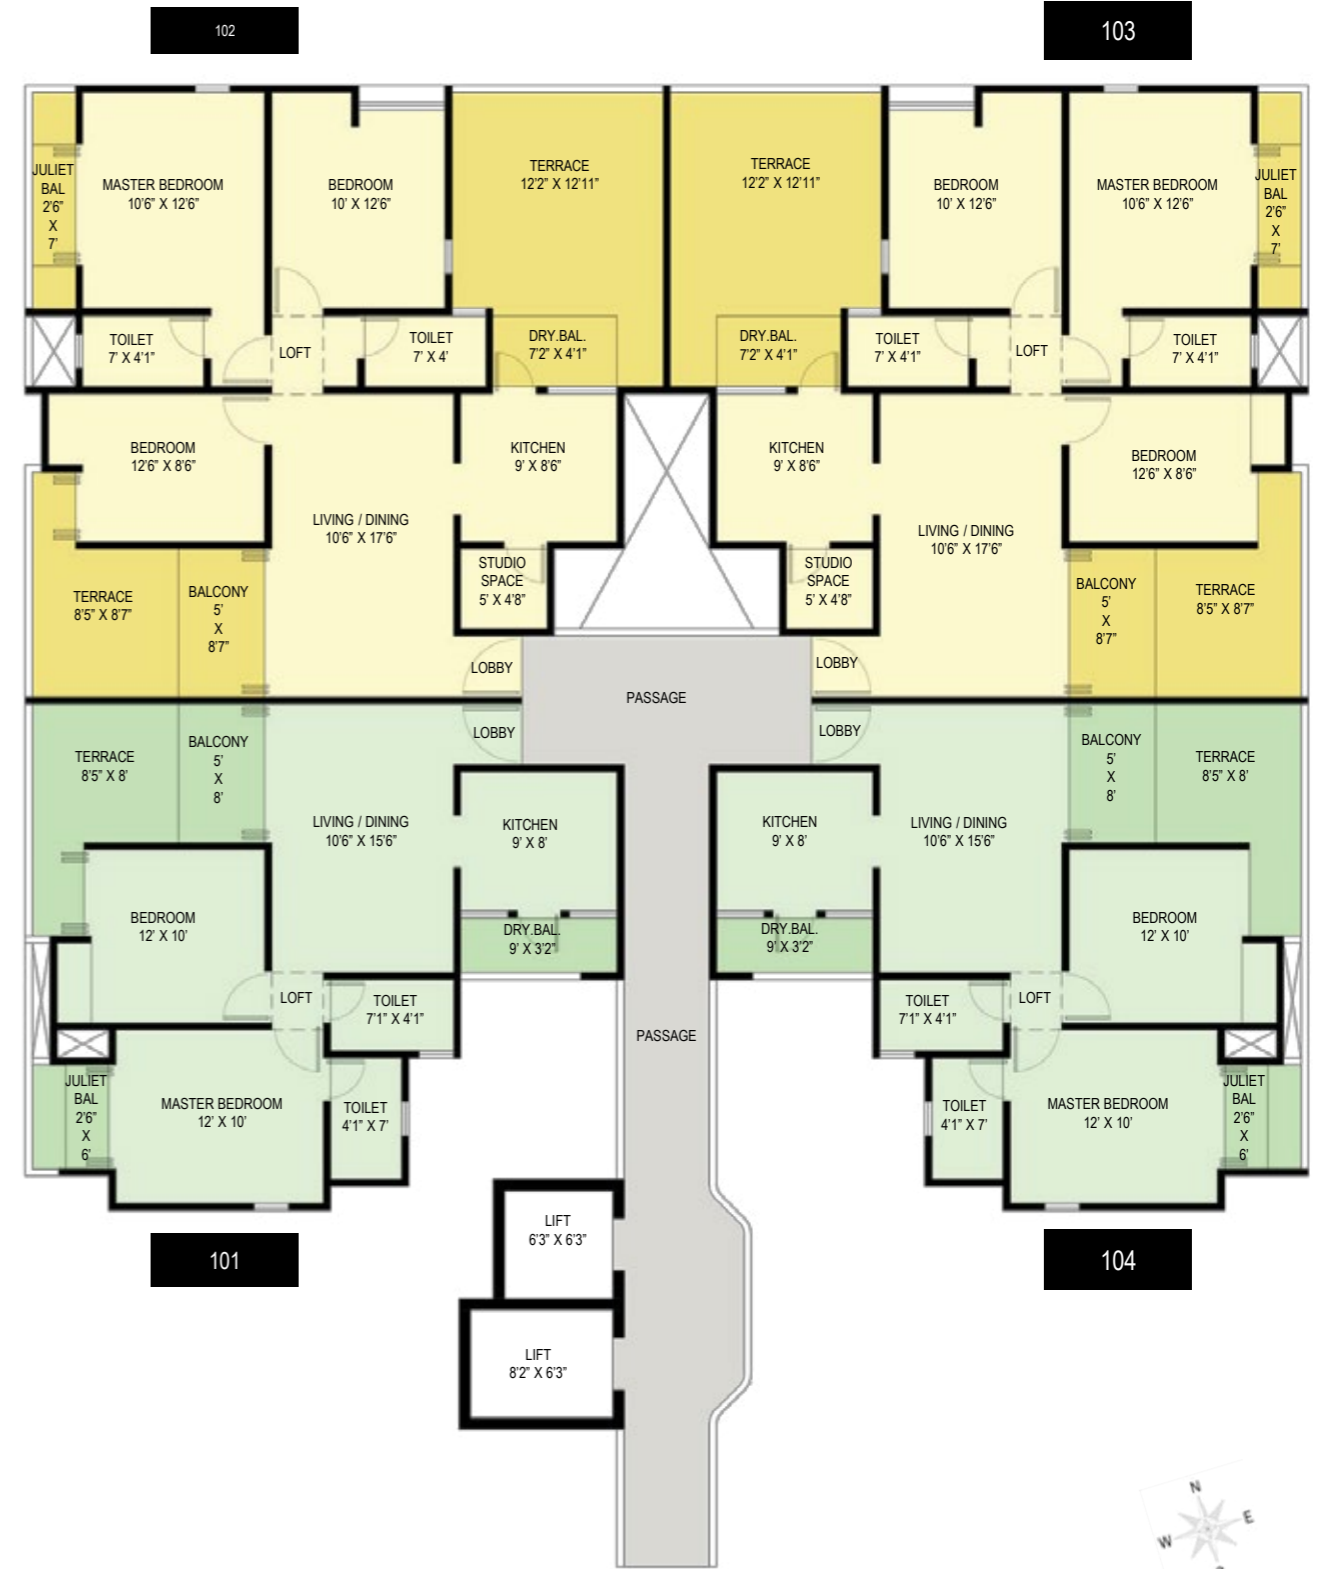 102
103
JULIET
BAL
2'6"
X
7'
MASTER BEDROOM
10'6" X 12'6"
BEDROOM
10' X 12'6"
TERRACE
12'2" X 12'11"
TERRACE
12'2" X 12'11"
BEDROOM
10' X 12'6"
MASTER BEDROOM
10'6" X 12'6"
JULIET
BAL
2'6"
X
7'
TOILET
7' X 4'1"
LOFT
TOILET
7' X 4'
DRY.BAL.
7'2" X 4'1"
DRY.BAL.
7'2" X 4'1"
TOILET
7' X 4'1"
LOFT
TOILET
7' X 4'1"
BEDROOM
12'6" X 8'6"
KITCHEN
9' X 8'6"
KITCHEN
9' X 8'6"
BEDROOM
12'6" X 8'6"
LIVING / DINING
10'6" X 17'6"
LIVING / DINING
10'6" X 17'6"
STUDIO
SPACE
5' X 4'8"
STUDIO
SPACE
5' X 4'8"
TERRACE
8'5" X 8'7"
BALCONY
5'
X
8'7"
BALCONY
5'
X
8'7"
TERRACE
8'5" X 8'7"
LOBBY
LOBBY
PASSAGE
LOBBY
LOBBY
TERRACE
8'5" X 8'
BALCONY
5'
X
8'
BALCONY
5'
X
8'
TERRACE
8'5" X 8'
LIVING / DINING
10'6" X 15'6"
KITCHEN
9' X 8'
KITCHEN
9' X 8'
LIVING / DINING
10'6" X 15'6"
BEDROOM
12' X 10'
DRY.BAL.
9' X 3'2"
DRY.BAL.
9' X 3'2"
BEDROOM
12' X 10'
LOFT
TOILET
7'1" X 4'1"
TOILET
7'1" X 4'1"
LOFT
PASSAGE
JULIET
BAL
2'6"
X
6'
MASTER BEDROOM
12' X 10'
TOILET
4'1" X 7'
TOILET
4'1" X 7'
MASTER BEDROOM
12' X 10'
JULIET
BAL
2'6"
X
6'
101
LIFT
6'3" X 6'3"
104
LIFT
8'2" X 6'3"
N
E
W